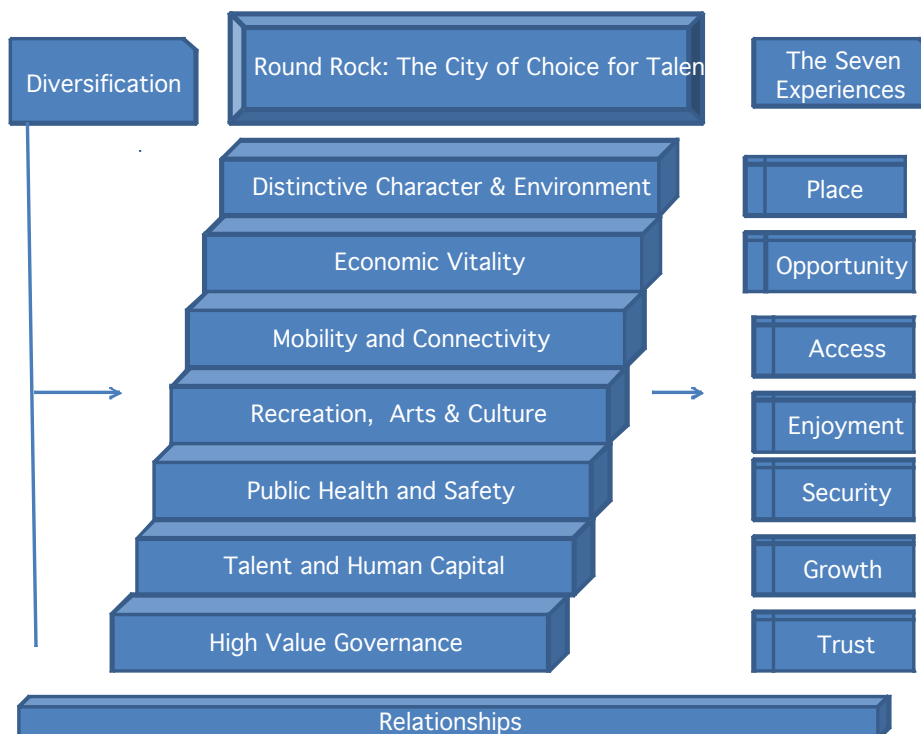 Diversification
Round Rock: The City of Choice for Talen
The Seven
Experiences
Distinctive Character & Environment
Place
Economic Vitality
Opportunity
Mobility and Connectivity
Access
Recreation, Arts & Culture
Enjoyment
Public Health and Safety
Security
Talent and Human Capital
Growth
High Value Governance
Trust
Relationships